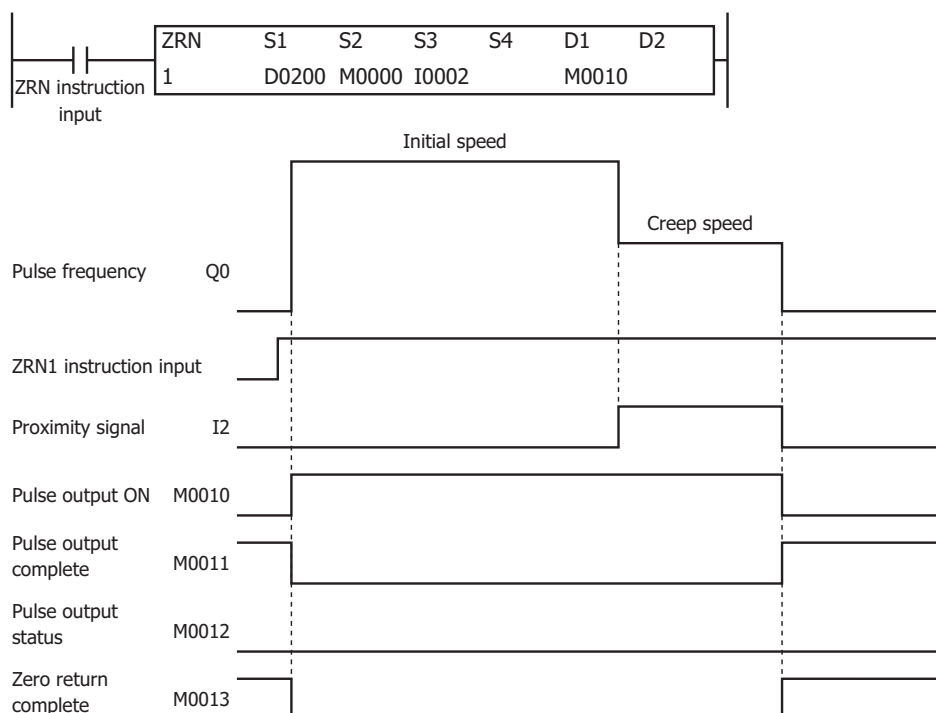 ZRN S1 S2 S3 S4 D1 D2
1 D0200 M0000 I0002 M0010
ZRN instruction
input
Initial speed
Creep speed
Pulse frequency Q0
ZRN1 instruction input
Proximity signal I2
Pulse output ON M0010
Pulse output
complete M0011
Pulse output
status M0012
Zero return
complete M0013